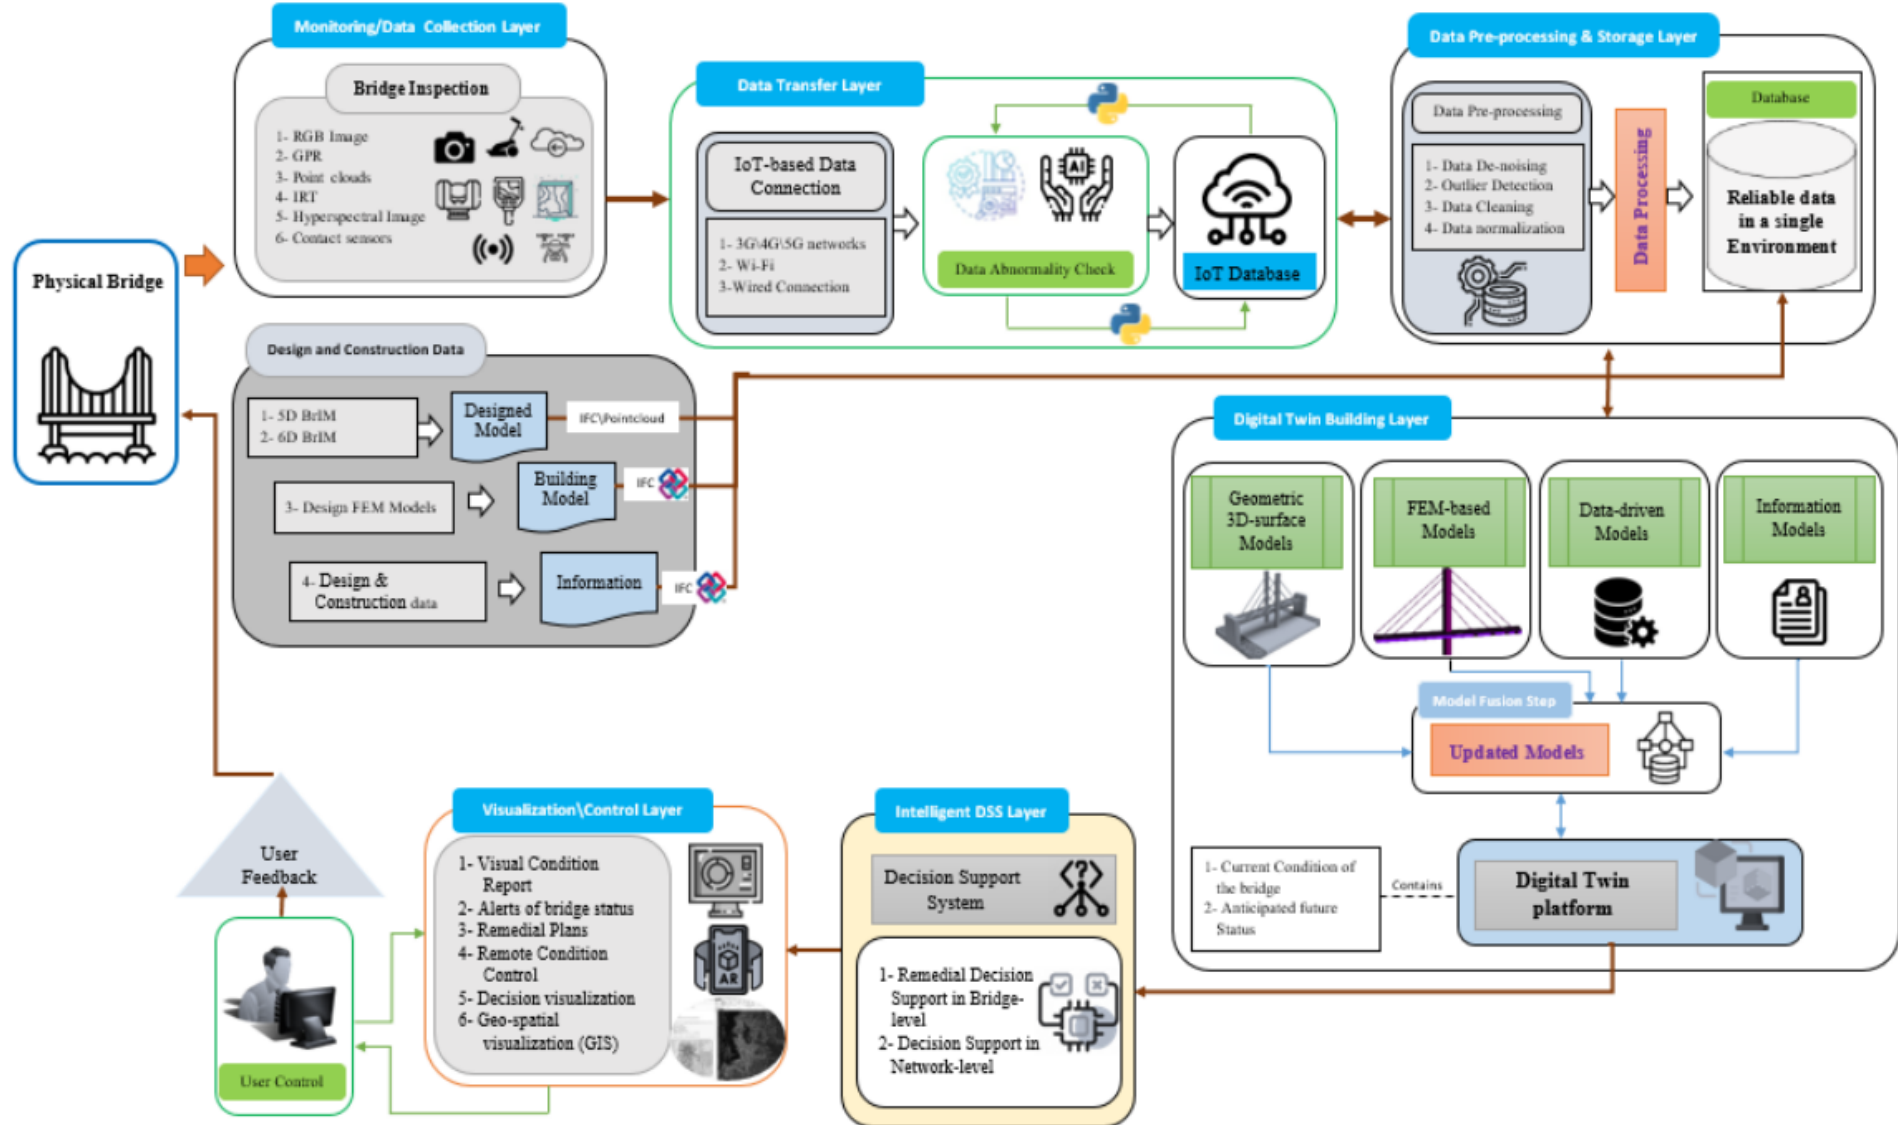 Monitoring/Data Collection Layer
Bridge Inspection
1- RGB Image
2- GPR
3- Point clouds
4- IRT
5- Hyperspectral Image
6- Contact sensors
Physical Bridge
Data Transfer Layer
IoT-based Data
Connection
1- 3G\4G\5G networks
2- Wi-Fi
3-Wired Connection
AI
Data Abnormality Check
IoT Database
Data Pre-processing & Storage Layer
Data Pre-processing
1- Data De-noising
2- Outlier Detection
3- Data Cleaning
4- Data normalization
Data Processing
Database
Reliable data
in a single
Environment
Design and Construction Data
1- 5D BrIM
2- 6D BrIM
Designed
Model
IFC\Pointcloud
3- Design FEM Models
Building
Model
IFC
4- Design &
Construction data
Information
IFC
Digital Twin Building Layer
Geometric
3D-surface
Models
FEM-based
Models
Data-driven
Models
Information
Models
Model Fusion Step
Updated Models
1- Current Condition of
the bridge
2- Anticipated future
Status
Contains
Digital Twin
platform
Intelligent DSS Layer
Decision Support
System
?
1- Remedial Decision
Support in Bridge-
level
2- Decision Support in
Network-level
Visualization\Control Layer
1- Visual Condition
Report
2- Alerts of bridge status
3- Remedial Plans
4- Remote Condition
Control
5- Decision visualization
6- Geo-spatial
visualization (GIS)
AR
User
Feedback
User Control